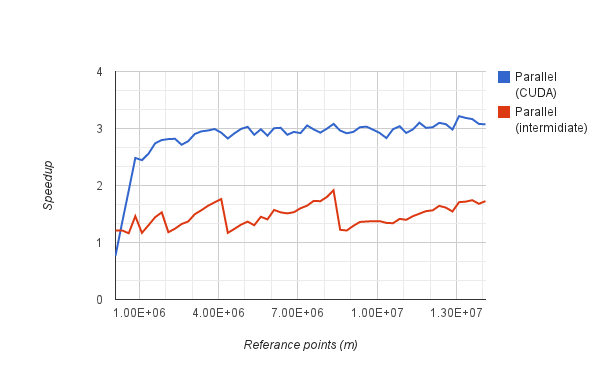 4
3
2
1
0
Speedup
1.00E+06
4.00E+06
7.00E+06
1.00E+07
1.30E+07
Referance points (m)
Parallel
(CUDA)
Parallel
(intermidiate)